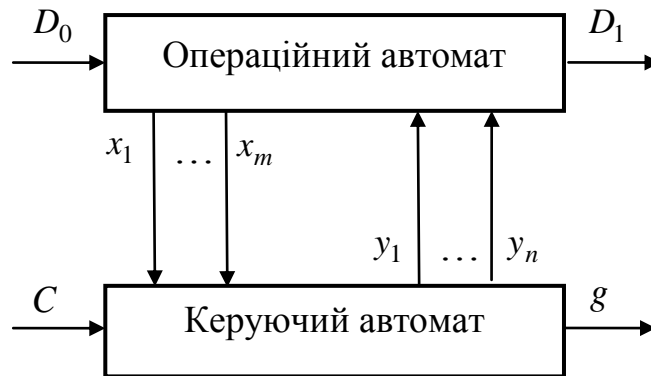 D₀ Операційний автомат D₁
x₁ … xₘ
y₁ … yₙ
C Керуючий автомат g